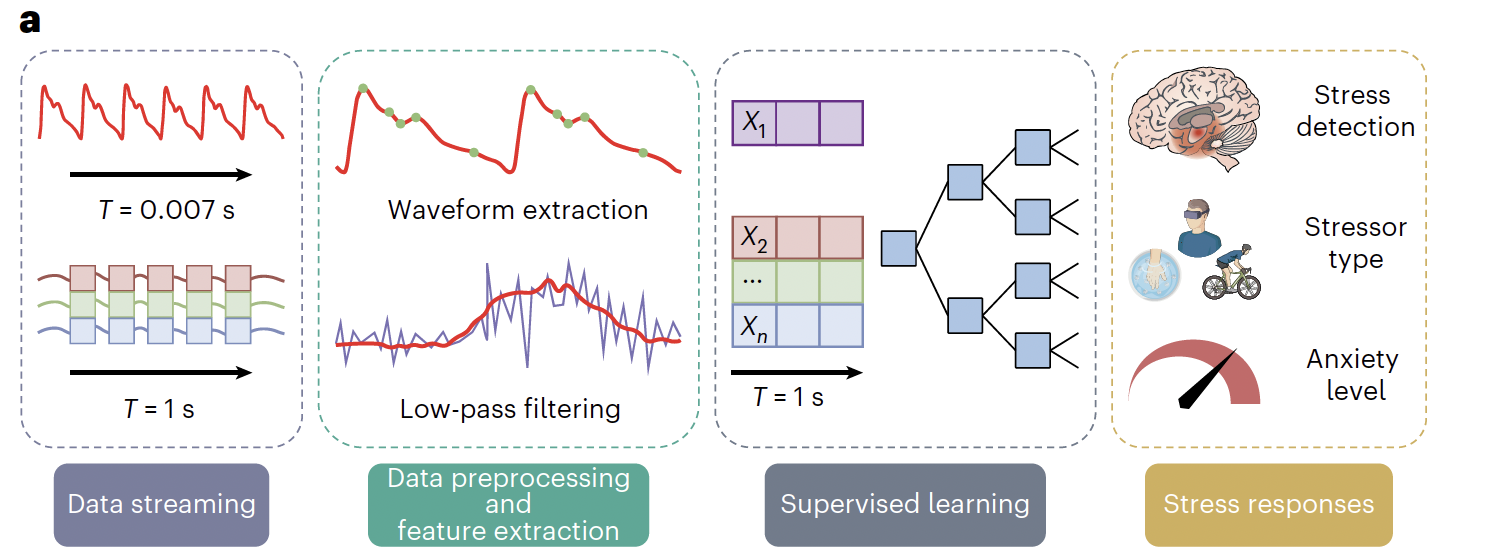 a
T = 0.007 s
T = 1 s
Data streaming
Waveform extraction
Low-pass filtering
Data preprocessing
and
feature extraction
X1
X2
...
Xn
T = 1 s
Supervised learning
Stress
detection
Stressor
type
Anxiety
level
Stress responses